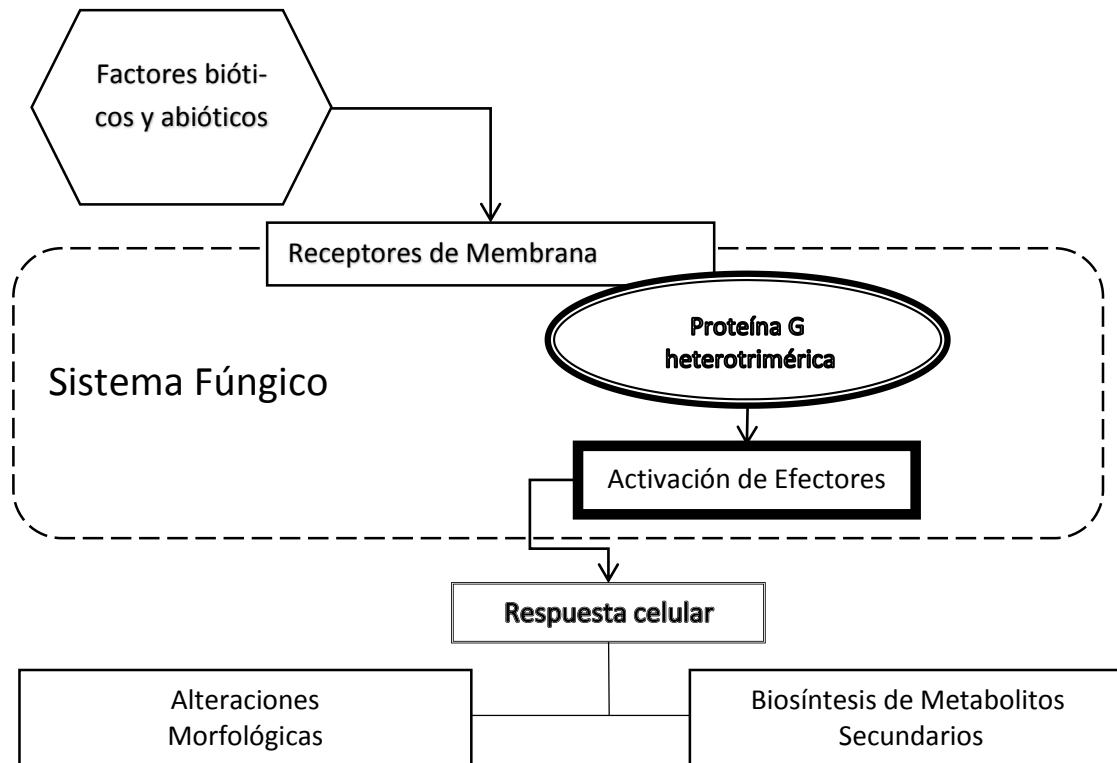 Factores bióti-
cos y abióticos
Receptores de Membrana
Proteína G
heterotrimérica
Sistema Fúngico
Activación de Efectores
Respuesta celular
Alteraciones
Morfológicas
Biosíntesis de Metabolitos
Secundarios